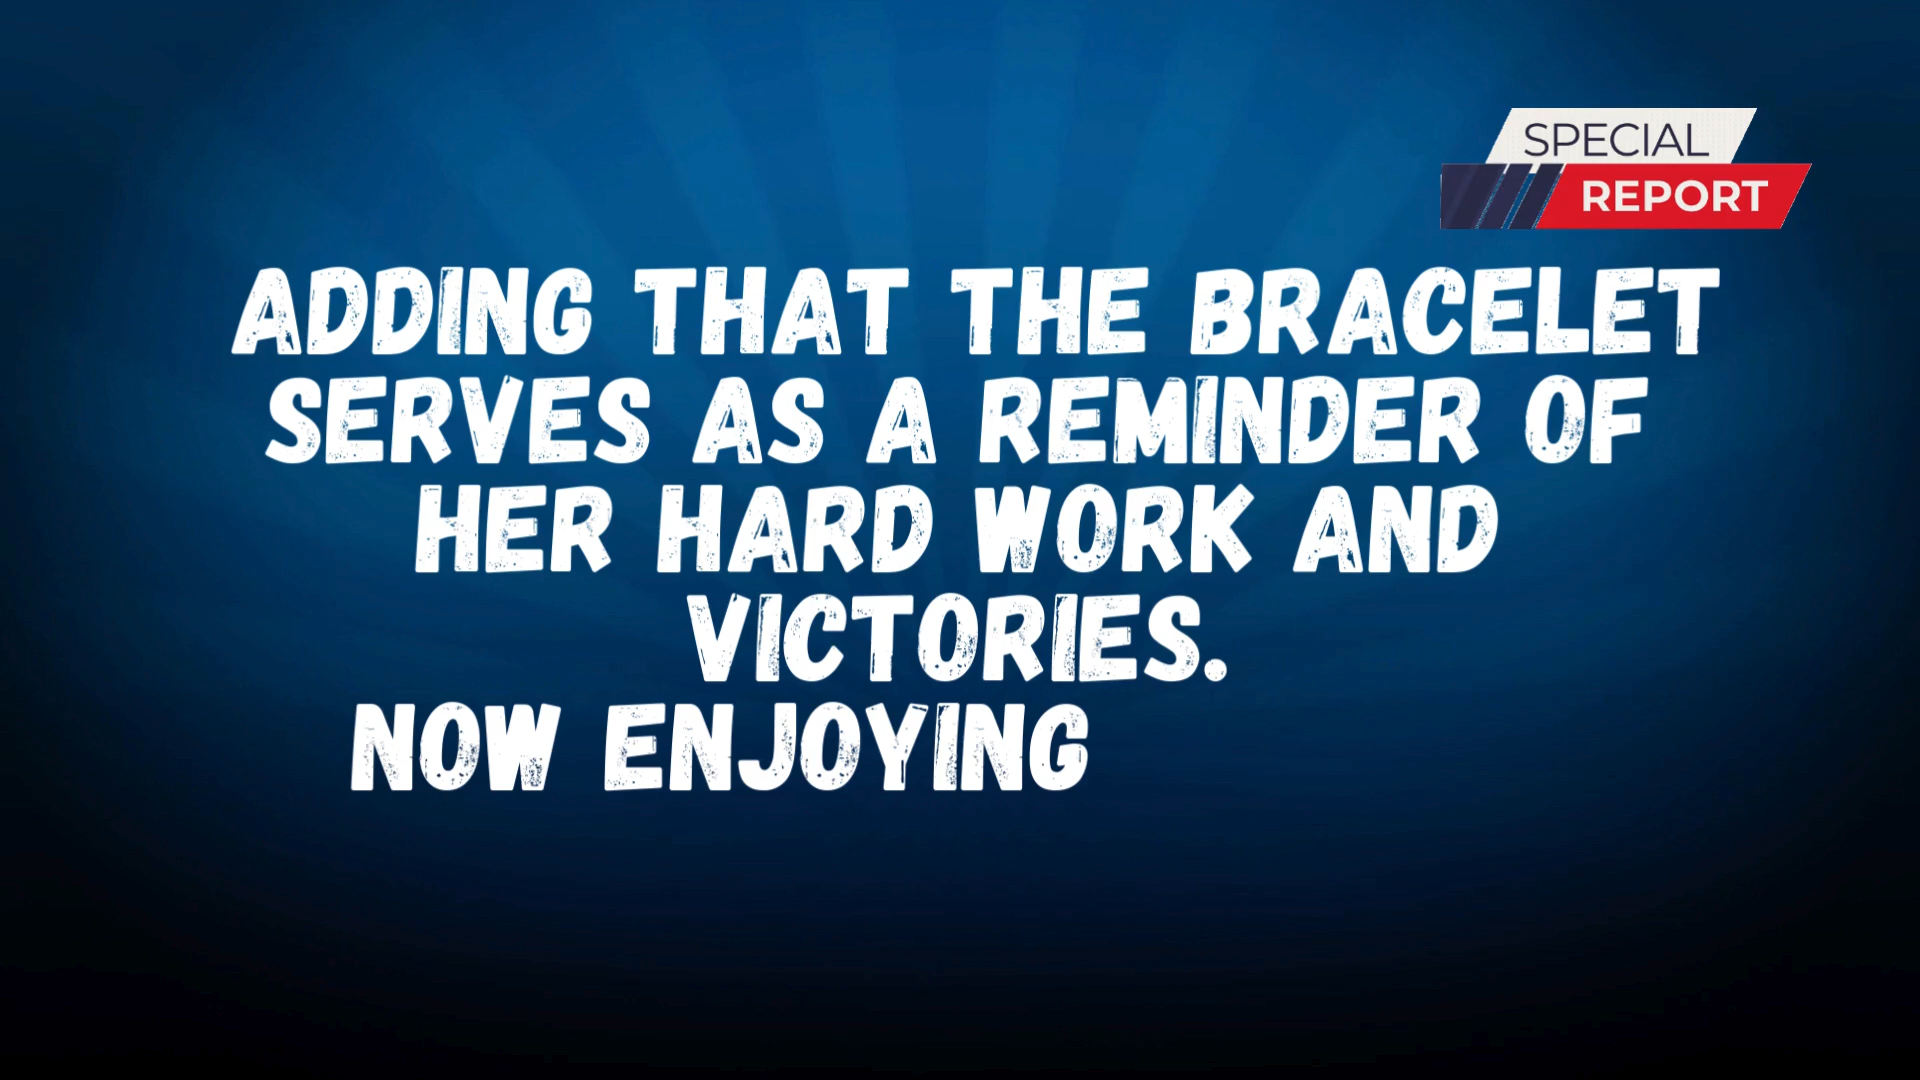 SPECIAL
REPORT
ADDING THAT THE BRACELET
SERVES AS A REMINDER OF
HER HARD WORK AND
VICTORIES.
NOW ENJOYING